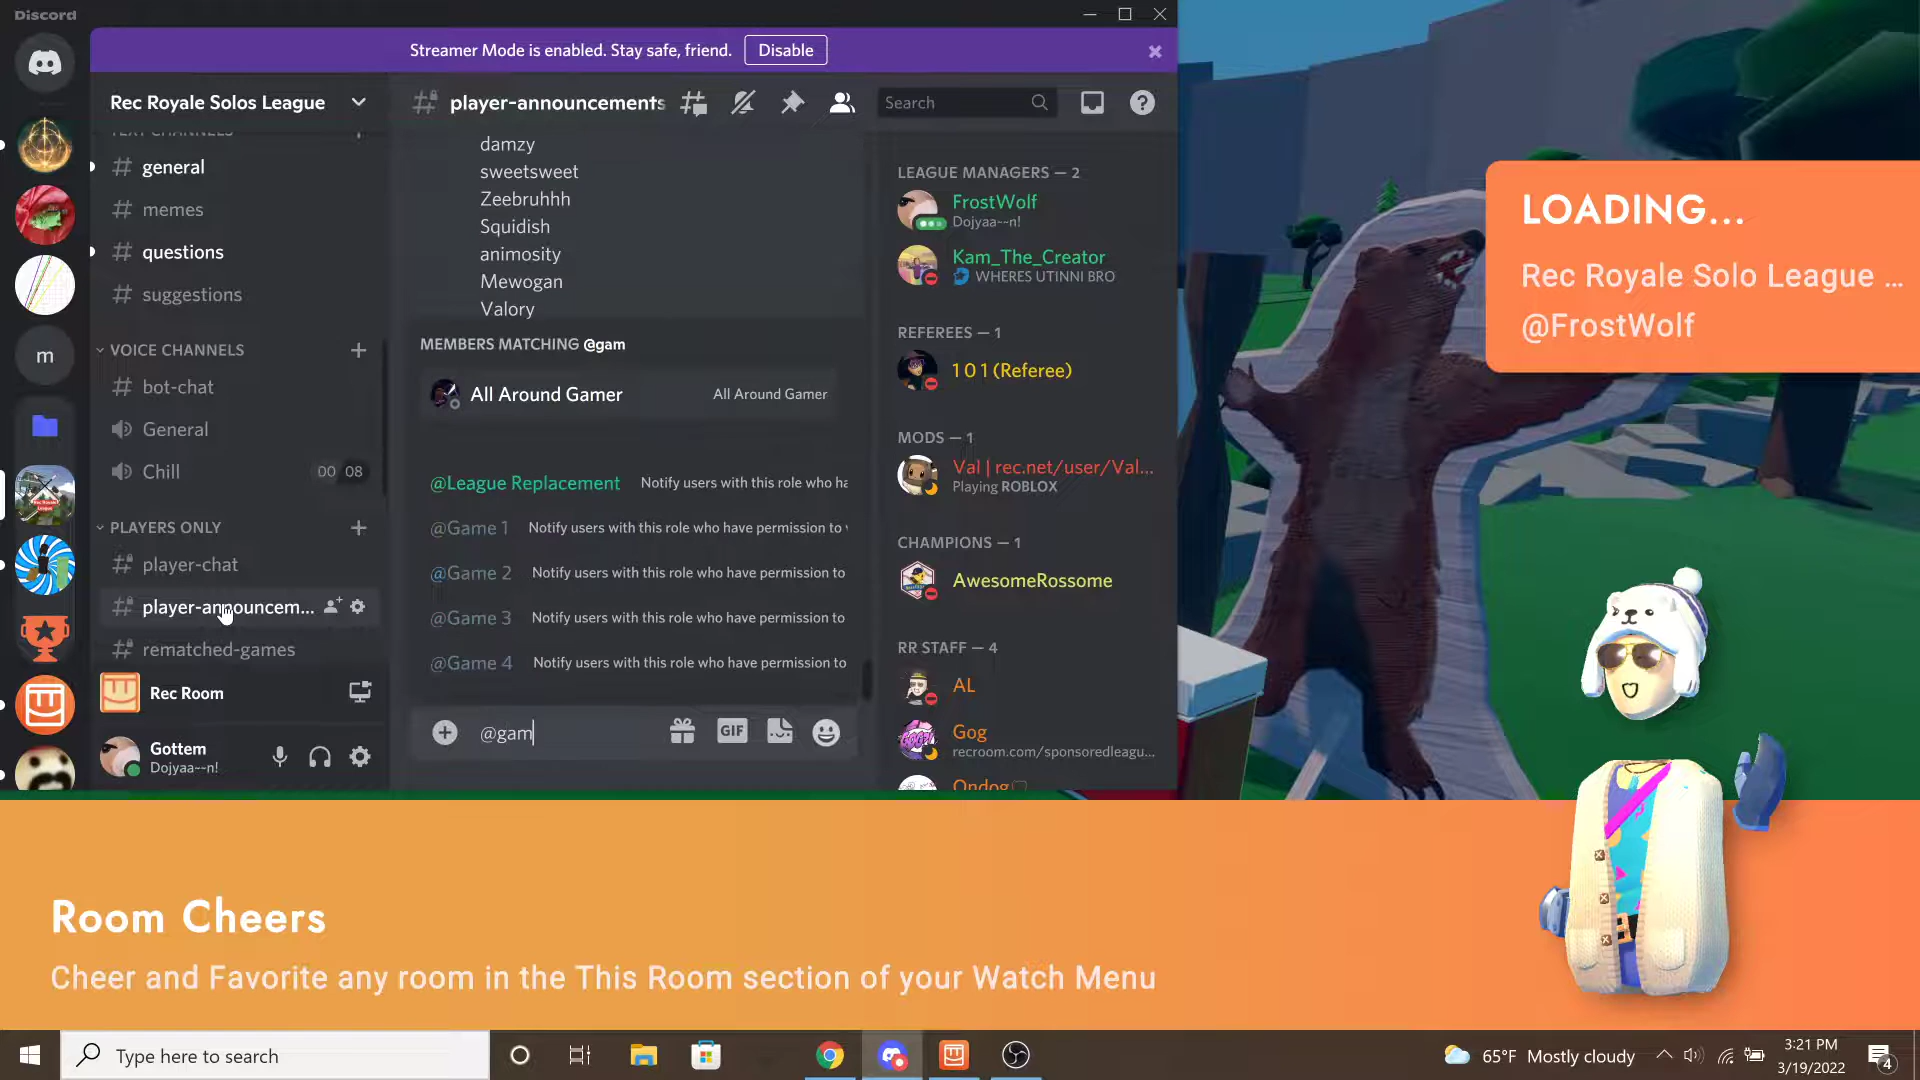 Discord
Streamer Mode is enabled. Stay safe, friend. Disable
Rec Royale Solos League
TEXT CHANNELS
general
memes
questions
suggestions
VOICE CHANNELS
bot-chat
General
Chill 00 08
PLAYERS ONLY
player-chat
player-announcem...
rematched-games
Rec Room
Gottem
Dojyaa~~n!
m
player-announcements
Search
damzy
sweetsweet
Zeebruhhh
Squidish
animosity
Mewogan
Valory
MEMBERS MATCHING @gam
All Around Gamer All Around Gamer
@League Replacement Notify users with this role who ha
@Game 1 Notify users with this role who have permission to
@Game 2 Notify users with this role who have permission to
@Game 3 Notify users with this role who have permission to
@Game 4 Notify users with this role who have permission to
@gam
GIF
LEAGUE MANAGERS — 2
FrostWolf
Dojyaa~~n!
Kam_The_Creator
WHERES UTINNI BRO
REFEREES — 1
1 0 1 (Referee)
MODS — 1
Val | rec.net/user/Val...
Playing ROBLOX
CHAMPIONS — 1
AwesomeRossome
RR STAFF — 4
AL
Gog
recroom.com/sponsoredleagu...
Ondog
LOADING...
Rec Royale Solo League ...
@FrostWolf
Room Cheers
Cheer and Favorite any room in the This Room section of your Watch Menu
Type here to search
65°F Mostly cloudy
3:21 PM
3/19/2022
4